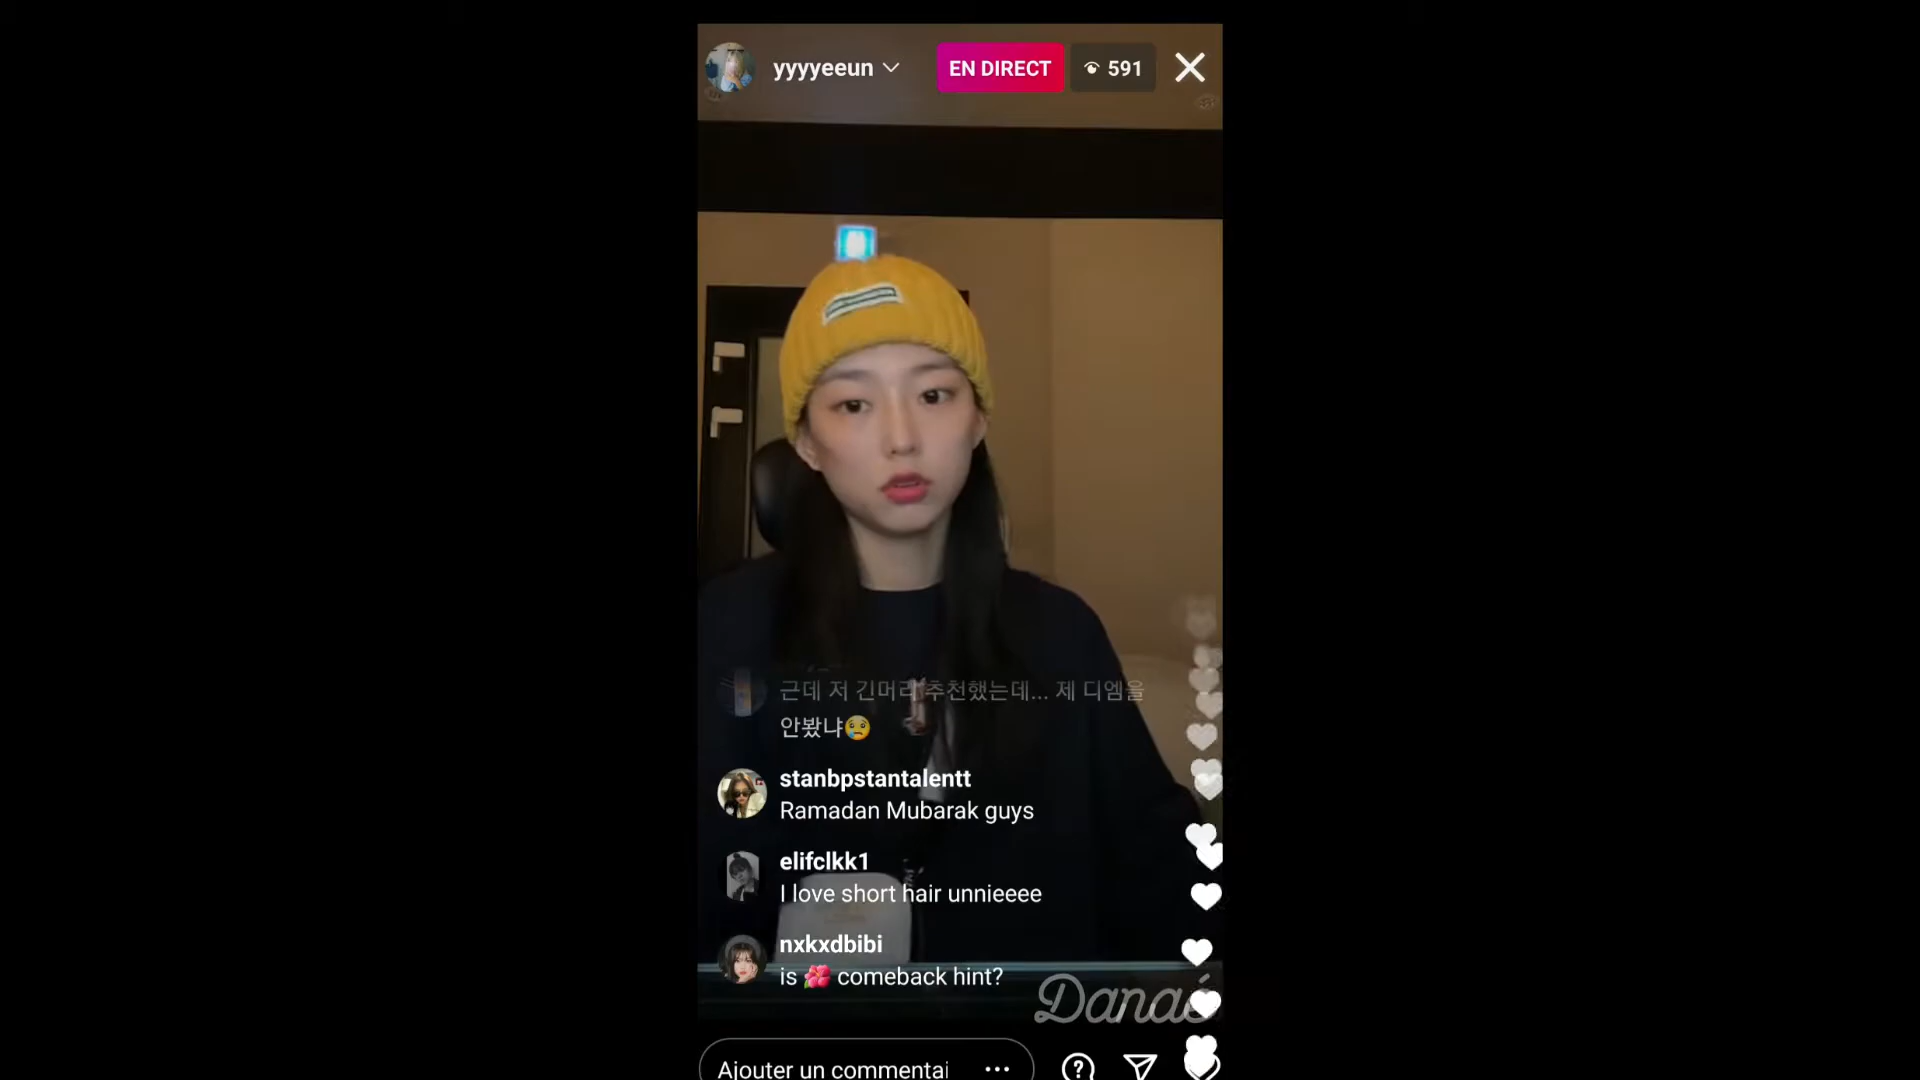 yyyyeeun
EN DIRECT
591
근데 저 긴머리 추천했는데... 제 디엠을
안봤냐😢
stanbpstantalentt
Ramadan Mubarak guys
elifclkk1
I love short hair unnieeee
nxkxdbibi
is 🌺 comeback hint?
Danaé
Ajouter un commentai